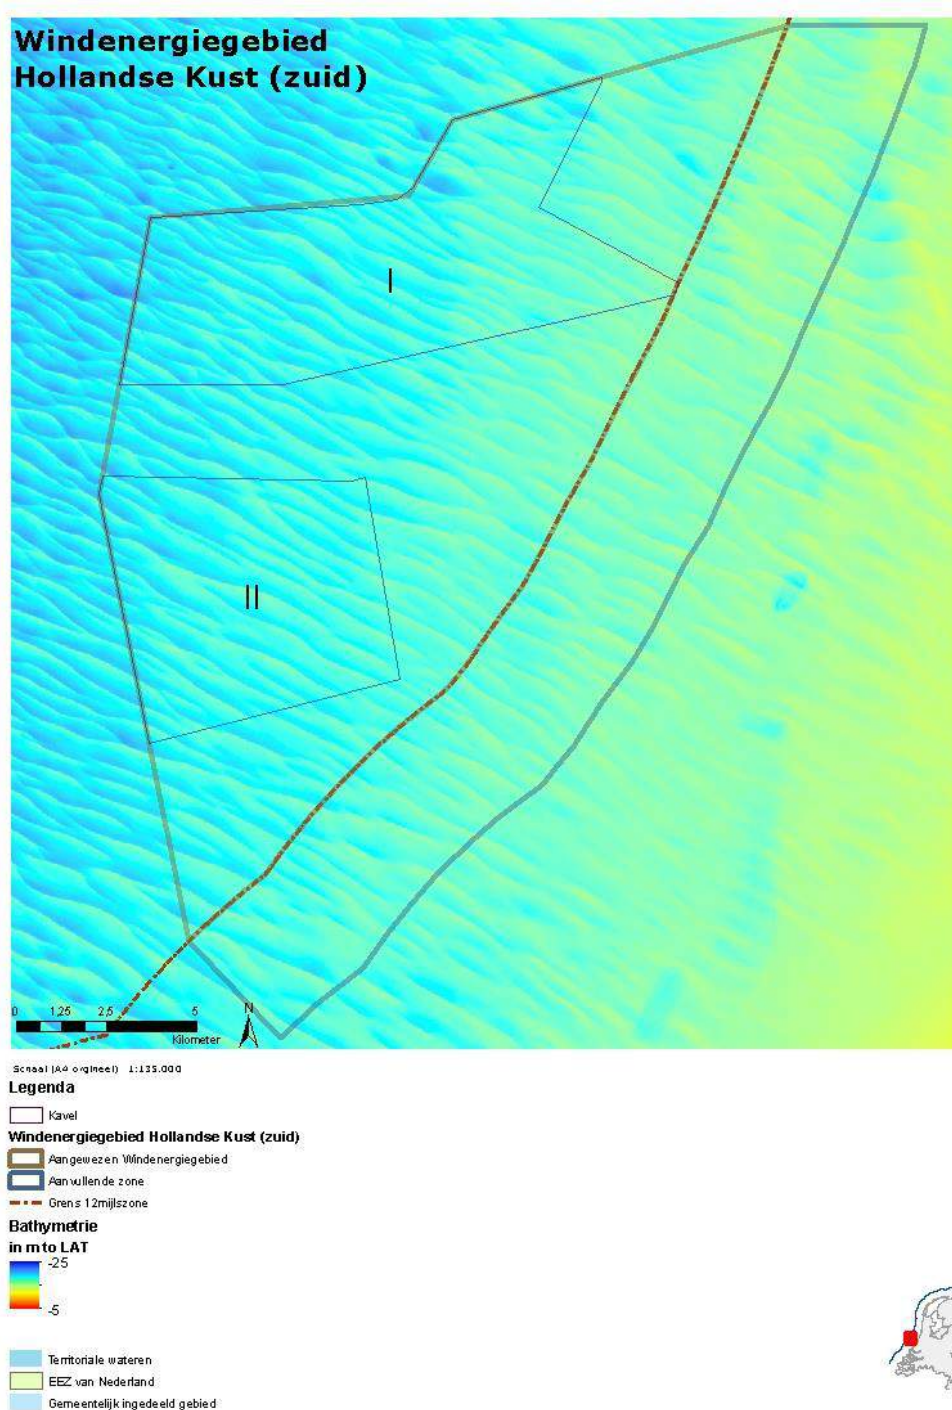 Windenergiegebied
Hollandse Kust (zuid)
I
II
0 1,25 2,5 5
Kilometer
N
Schaal (A4 orgineel) 1:135.000
Legenda
Kavel
Windenergiegebied Hollandse Kust (zuid)
Aangewezen Windenergiegebied
Aanvullende zone
Grens 12mijlszone
Bathymetrie
in m to LAT
-25
-5
Territoriale wateren
EEZ van Nederland
Gemeentelijk ingedeeld gebied